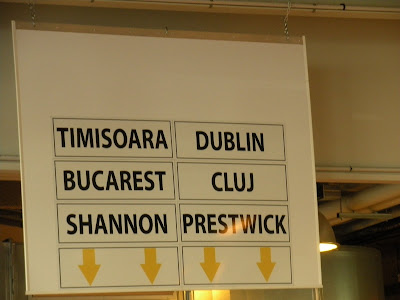 TIMISOARA DUBLIN
BUCAREST CLUJ
SHANNON PRESTWICK